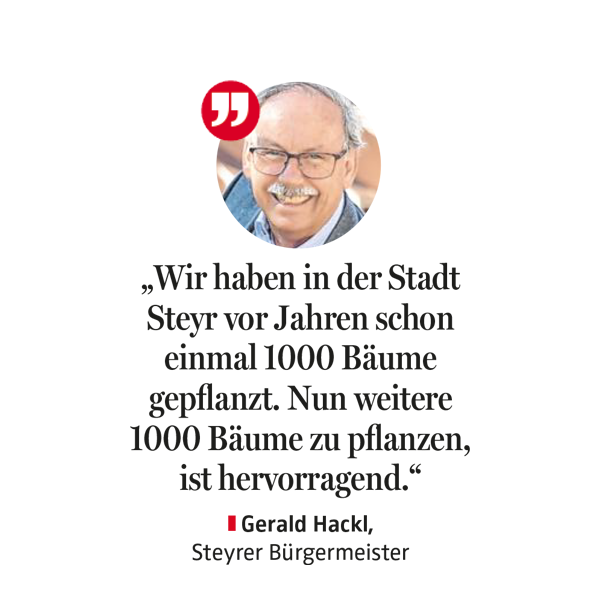 „Wir haben in der Stadt
Steyr vor Jahren schon
einmal 1000 Bäume
gepflanzt. Nun weitere
1000 Bäume zu pflanzen,
ist hervorragend.“
Gerald Hackl,
Steyrer Bürgermeister